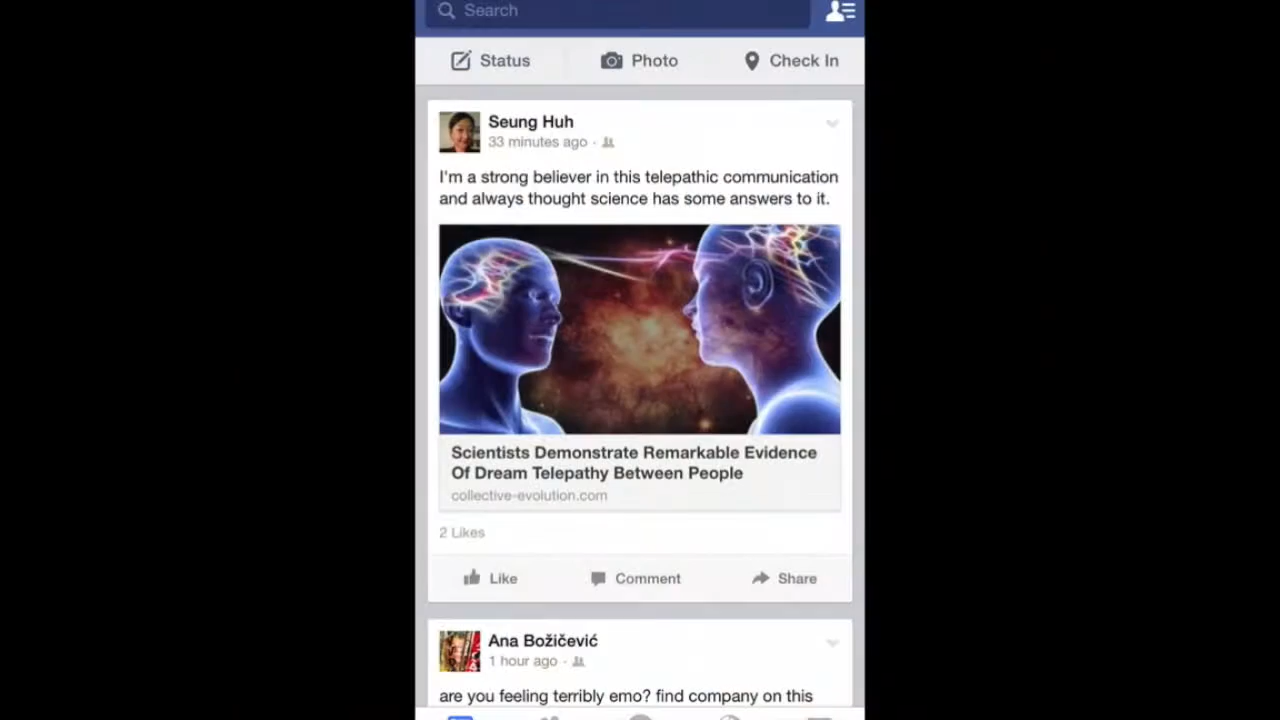 Search
Status
Photo
Check In
Seung Huh
33 minutes ago ·
I'm a strong believer in this telepathic communication
and always thought science has some answers to it.
Scientists Demonstrate Remarkable Evidence
Of Dream Telepathy Between People
collective-evolution.com
2 Likes
Like
Comment
Share
Ana Božičević
1 hour ago ·
are you feeling terribly emo? find company on this